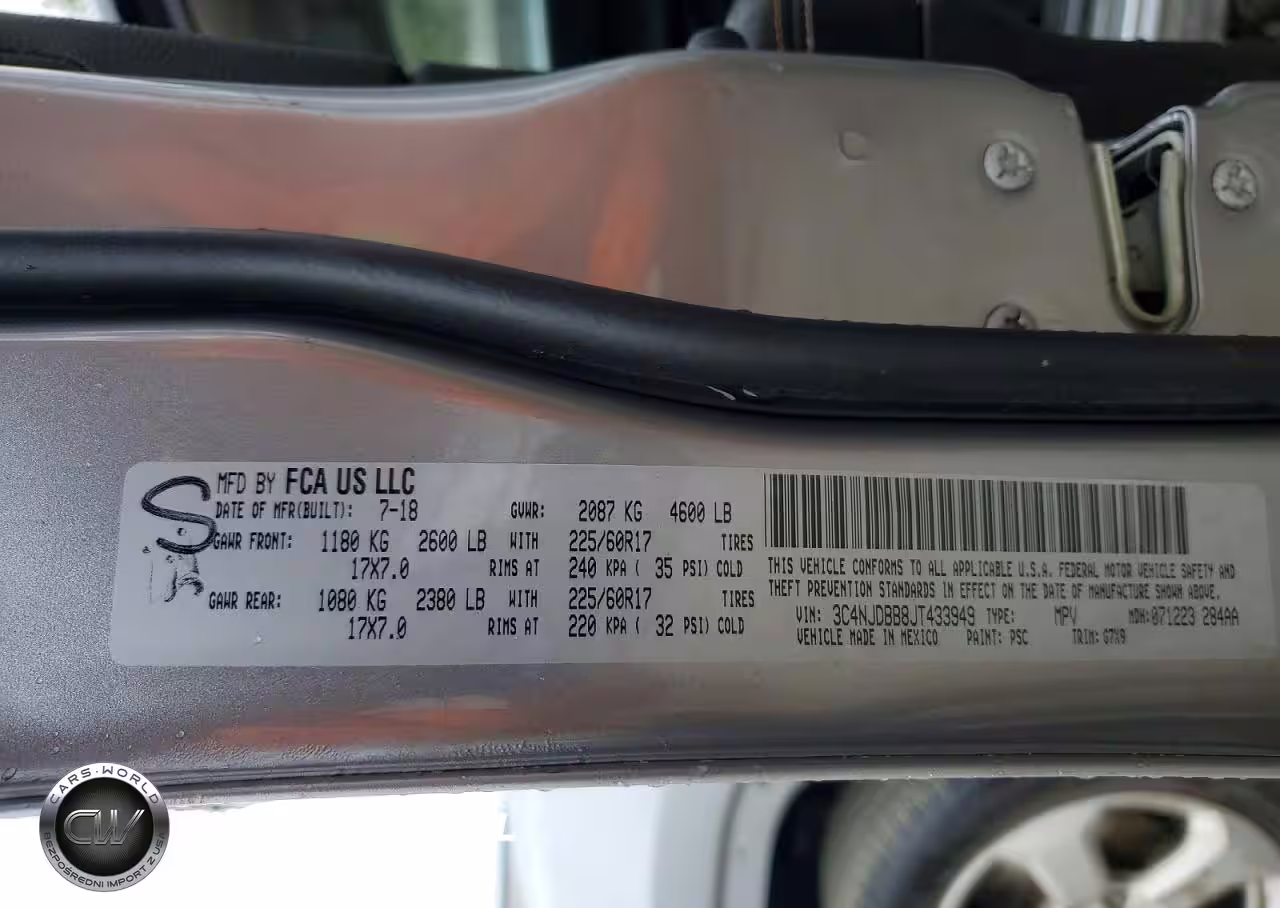 S
MFD BY FCA US LLC
DATE OF MFR(BUILT): 7-18 GVWR: 2087 KG 4600 LB
GAWR FRONT: 1180 KG 2600 LB WITH 225/60R17 TIRES
17X7.0 RIMS AT 240 KPA ( 35 PSI) COLD
GAWR REAR: 1080 KG 2380 LB WITH 225/60R17 TIRES
17X7.0 RIMS AT 220 KPA ( 32 PSI) COLD
THIS VEHICLE CONFORMS TO ALL APPLICABLE U.S.A. FEDERAL MOTOR VEHICLE SAFETY AND
THEFT PREVENTION STANDARDS IN EFFECT ON THE DATE OF MANUFACTURE SHOWN ABOVE.
VIN: 3C4NJDBB8JT433949 TYPE: MPV MDH:071223 284AA
VEHICLE MADE IN MEXICO PAINT: PSC TRIM: G7X9
CARS-WORLD
CW
BEZPOŚREDNI IMPORT Z USA